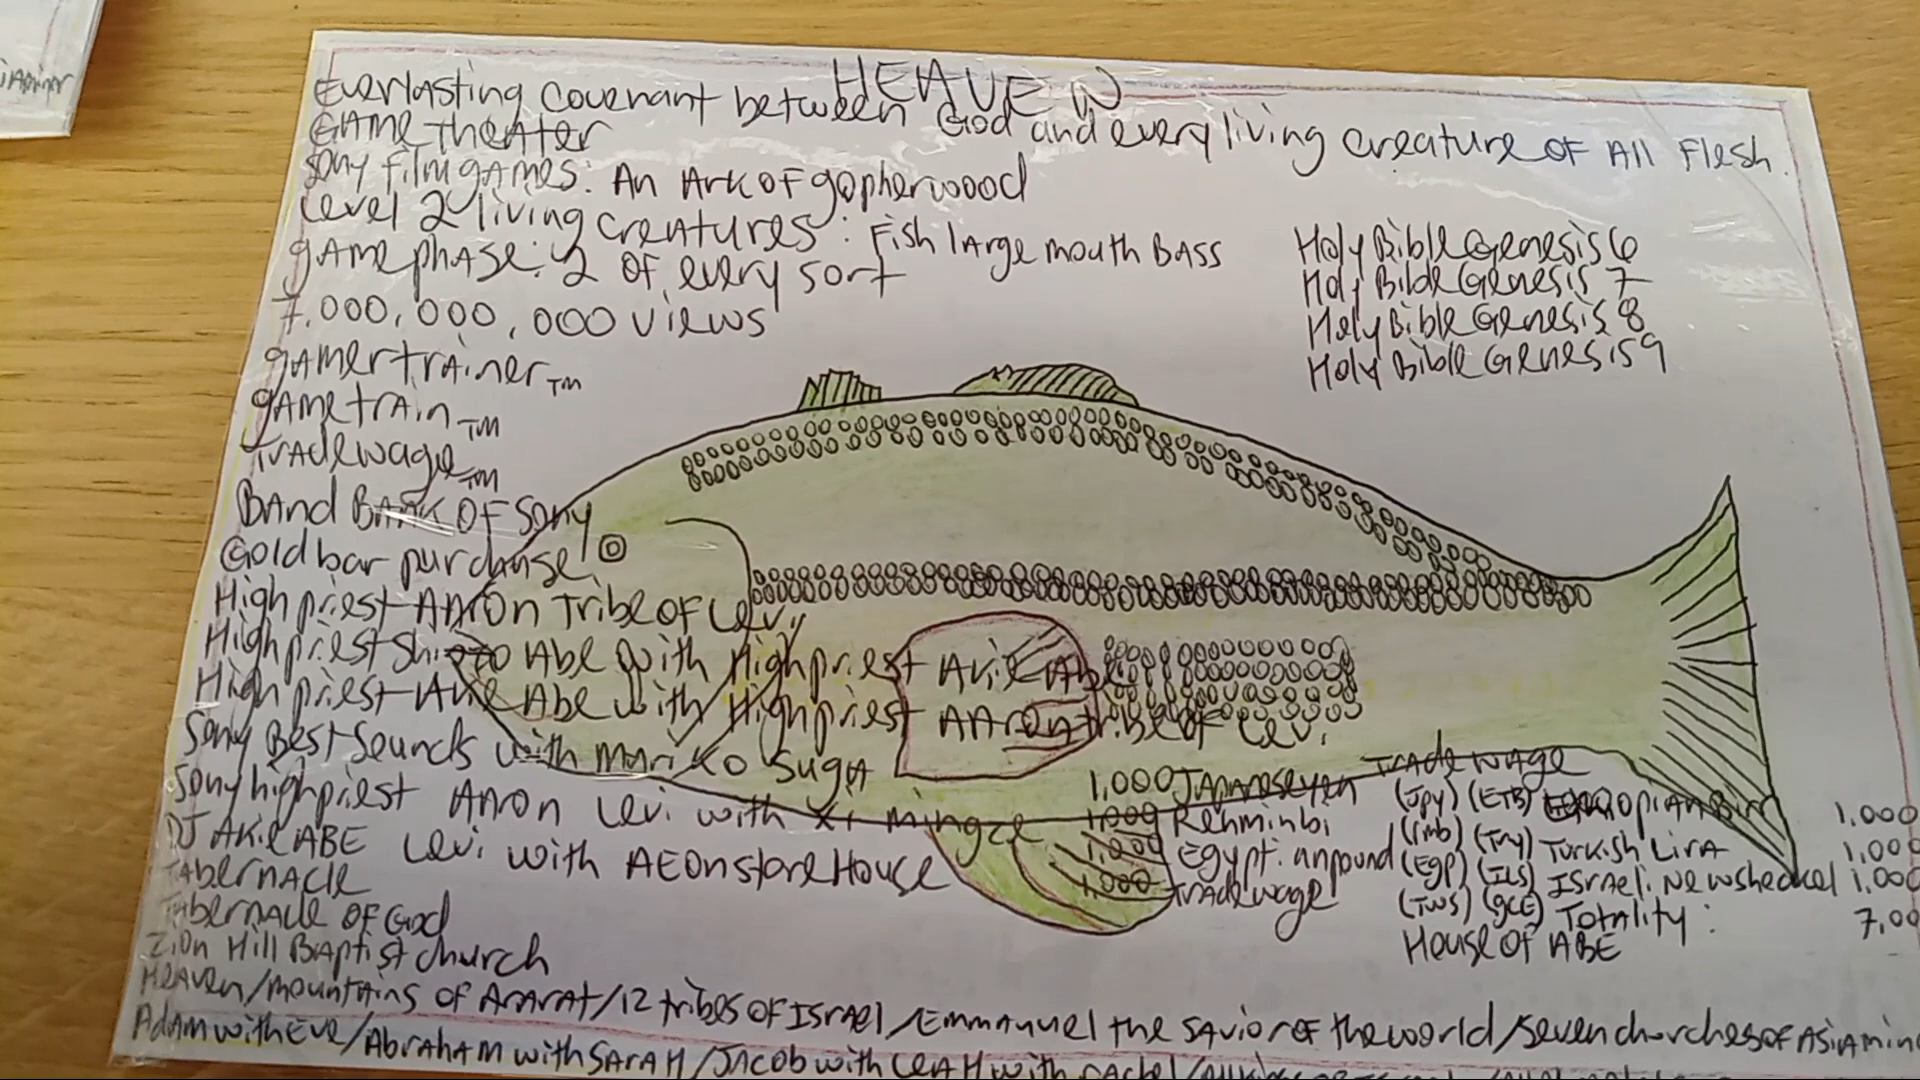 HEAVEN
Everlasting covenant between God and every living creature of All Flesh.
GAME Theater
Sony film games: An Ark of gopherwood
Level 2 living creatures: Fish large mouth Bass
game phase: 2 of every sort
7,000,000,000 views
Holy Bible Genesis 6
Holy Bible Genesis 7
Holy Bible Genesis 8
Holy Bible Genesis 9
gamertrainer TM
gametrain TM
Tradewage TM
Band Bank of Sony
Gold bar purchase!
High priest Aaron Tribe of Levi
High priest Abe with High priest Akie Abe
High priest Akie Abe with High priest Aaron tribe of Levi
Sony Best Sounds with Mariko Suga
Sony high priest Aaron Levi with Xi mingze
DJ Akie ABE Levi with AEON store House
Tabernacle
Tabernacle of God
Zion Hill Baptist church
Trade wage
1,000 Japanese yen (Jpy) (ETB) Birr 1,000
1,000 Renminbi (rmb) (Try) Turkish Lira 1,000
1,000 Egypt.an pound (Egp) (ILS) Israel. New sheckel 1,000
1,000 Tradewage (TWS) (gce) Totality: 7,00
House of ABE
Heaven/mountains of Ararat/12 tribes of Israel/Emmanuel the savior of the world/seven churches of Asia min
Adam with Eve/Abraham with Sarah/Jacob with Leah with rachel/